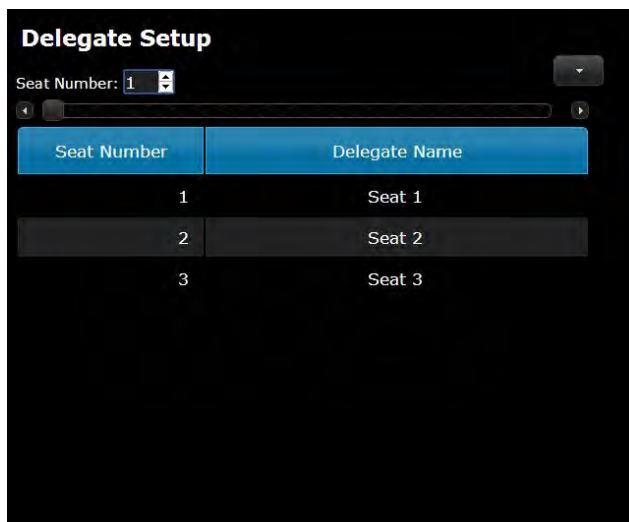 Delegate Setup
Seat Number: 1
Seat Number Delegate Name
1 Seat 1
2 Seat 2
3 Seat 3